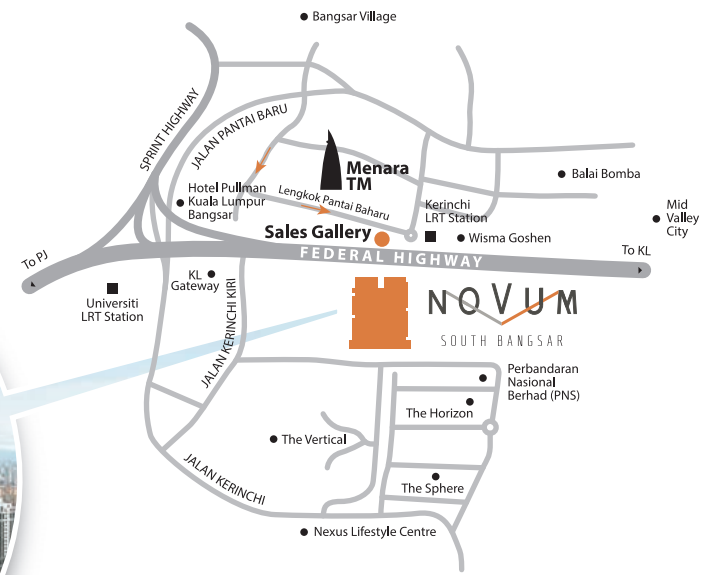 Bangsar Village
SPRINT HIGHWAY
JALAN PANTAI BARU
Menara
TM
Balai Bomba
Hotel Pullman
Kuala Lumpur
Bangsar
Lengkok Pantai Baharu
Kerinchi
LRT Station
Mid
Valley
City
Sales Gallery
Wisma Goshen
To PJ
FEDERAL HIGHWAY
To KL
KL
Gateway
Universiti
LRT Station
JALAN KERINCHI KIRI
NOVUM
SOUTH BANGSAR
Perbandaran
Nasional
Berhad (PNS)
The Horizon
The Vertical
JALAN KERINCHI
The Sphere
Nexus Lifestyle Centre